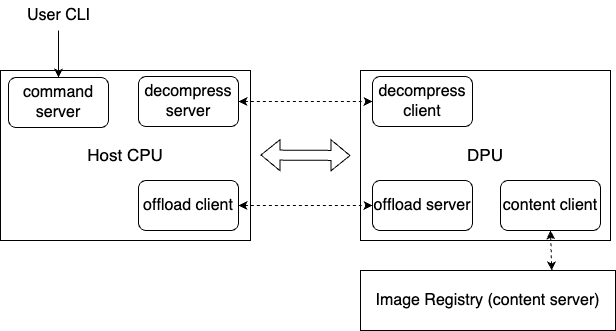 User CLI
command
server
decompress
server
Host CPU
offload client
decompress
client
DPU
offload server
content client
Image Registry (content server)